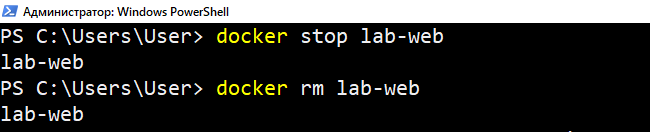 Администратор: Windows PowerShell
PS C:\Users\User> docker stop lab-web
lab-web
PS C:\Users\User> docker rm lab-web
lab-web